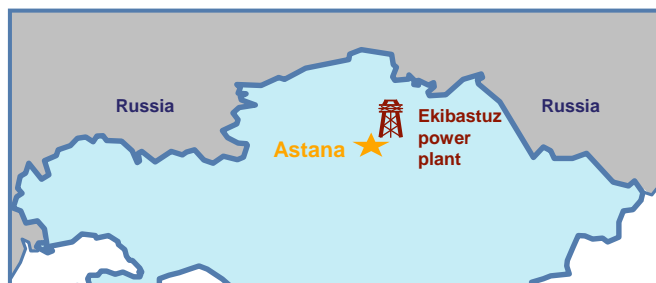 Russia
Russia
Ekibastuz
power
plant
Astana